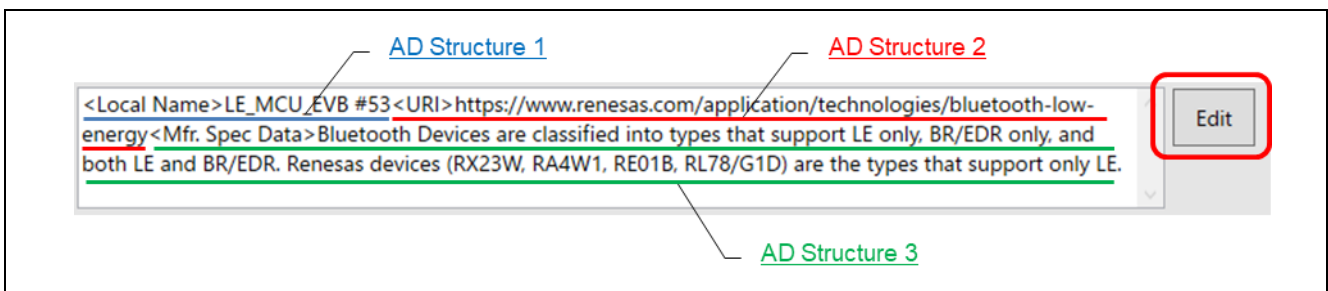 AD Structure 1
AD Structure 2
<Local Name>LE_MCU_EVB #53<URI>https://www.renesas.com/application/technologies/bluetooth-low-
energy<Mfr. Spec Data>Bluetooth Devices are classified into types that support LE only, BR/EDR only, and
both LE and BR/EDR. Renesas devices (RX23W, RA4W1, RE01B, RL78/G1D) are the types that support only LE.
Edit
AD Structure 3